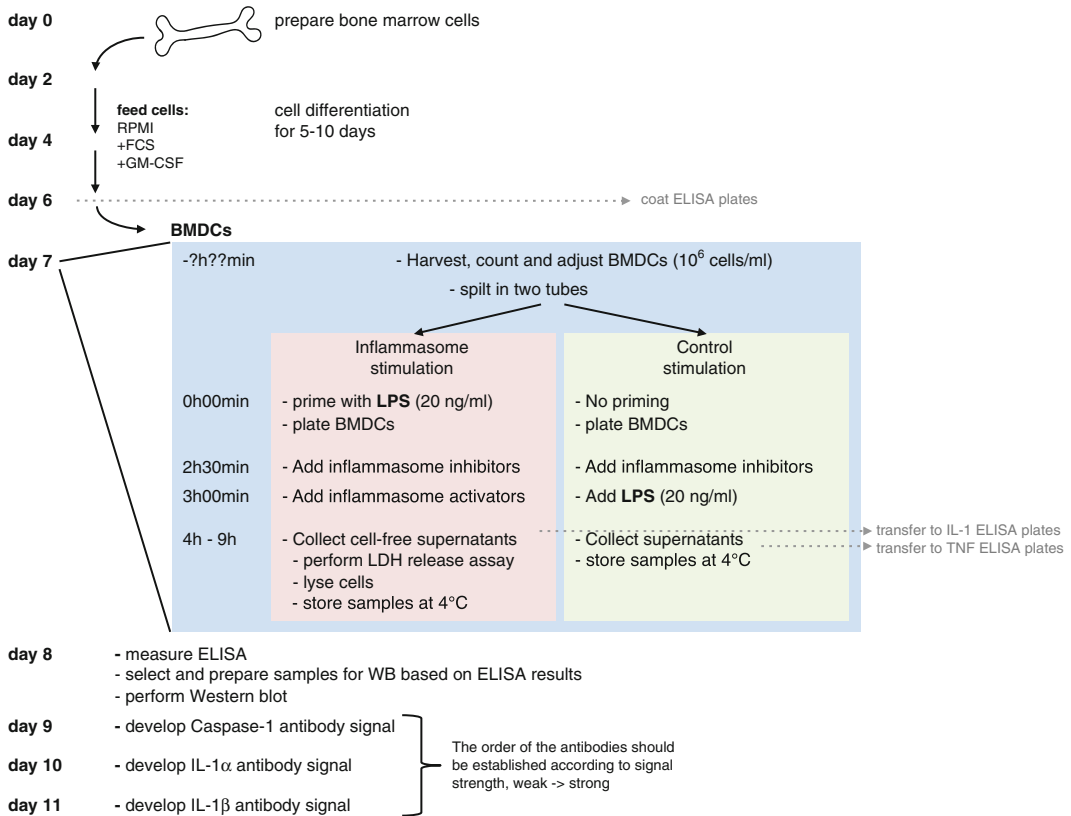 day 0
prepare bone marrow cells
day 2
feed cells:
RPMI
+FCS
+GM-CSF
cell differentiation
for 5-10 days
day 4
day 6
coat ELISA plates
BMDCs
day 7
-?h??min
- Harvest, count and adjust BMDCs (10⁶ cells/ml)
- spilt in two tubes
Inflammasome
stimulation
Control
stimulation
0h00min
- prime with LPS (20 ng/ml)
- plate BMDCs
- No priming
- plate BMDCs
2h30min
- Add inflammasome inhibitors
- Add inflammasome inhibitors
3h00min
- Add inflammasome activators
- Add LPS (20 ng/ml)
4h - 9h
- Collect cell-free supernatants
- perform LDH release assay
- lyse cells
- store samples at 4°C
- Collect supernatants
- store samples at 4°C
transfer to IL-1 ELISA plates
transfer to TNF ELISA plates
day 8
- measure ELISA
- select and prepare samples for WB based on ELISA results
- perform Western blot
day 9
- develop Caspase-1 antibody signal
day 10
- develop IL-1α antibody signal
day 11
- develop IL-1β antibody signal
The order of the antibodies should
be established according to signal
strength, weak -> strong